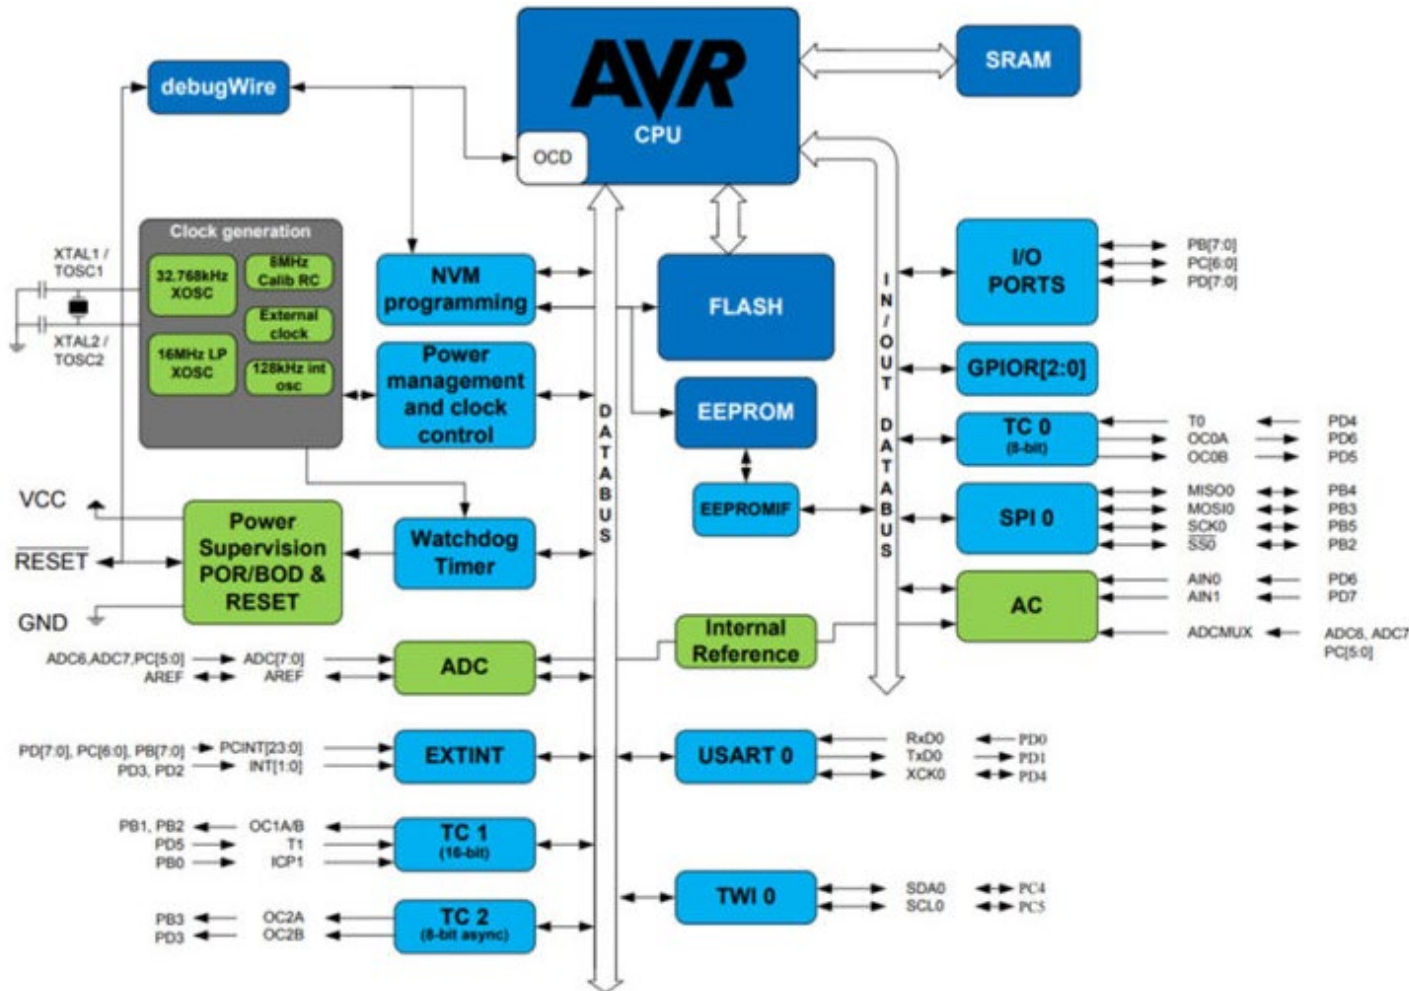 AVR
CPU
OCD
SRAM
debugWire
Clock generation
XTAL1 /
TOSC1
32.768kHz
XOSC
8MHz
Calib RC
External
clock
16MHz LP
XOSC
128kHz int
osc
XTAL2 /
TOSC2
NVM
programming
FLASH
I/O
PORTS
PB[7:0]
PC[6:0]
PD[7:0]
IN/OUT DATABUS
GPIOR[2:0]
Power
management
and clock
control
DATABUS
EEPROM
TC 0
(8-bit)
T0 PD4
OC0A PD6
OC0B PD5
EEPROMIF
SPI 0
MISO0 PB4
MOSI0 PB3
SCK0 PB5
SS0 PB2
VCC
RESET
GND
Power
Supervision
POR/BOD &
RESET
Watchdog
Timer
Internal
Reference
AC
AIN0 PD6
AIN1 PD7
ADCMUX ADC6, ADC7
PC[5:0]
ADC6,ADC7,PC[5:0] ADC[7:0]
AREF AREF
ADC
PD[7:0], PC[6:0], PB[7:0] PCINT[23:0]
PD3, PD2 INT[1:0]
EXTINT
USART 0
RxD0 PD0
TxD0 PD1
XCK0 PD4
PB1, PB2 OC1A/B
PD5 T1
PB0 ICP1
TC 1
(16-bit)
TWI 0
SDA0 PC4
SCL0 PC5
PB3 OC2A
PD3 OC2B
TC 2
(8-bit async)